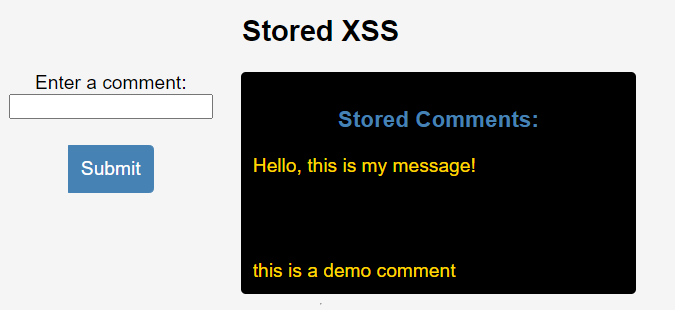 Stored XSS
Enter a comment:
Submit
Stored Comments:
Hello, this is my message!
this is a demo comment